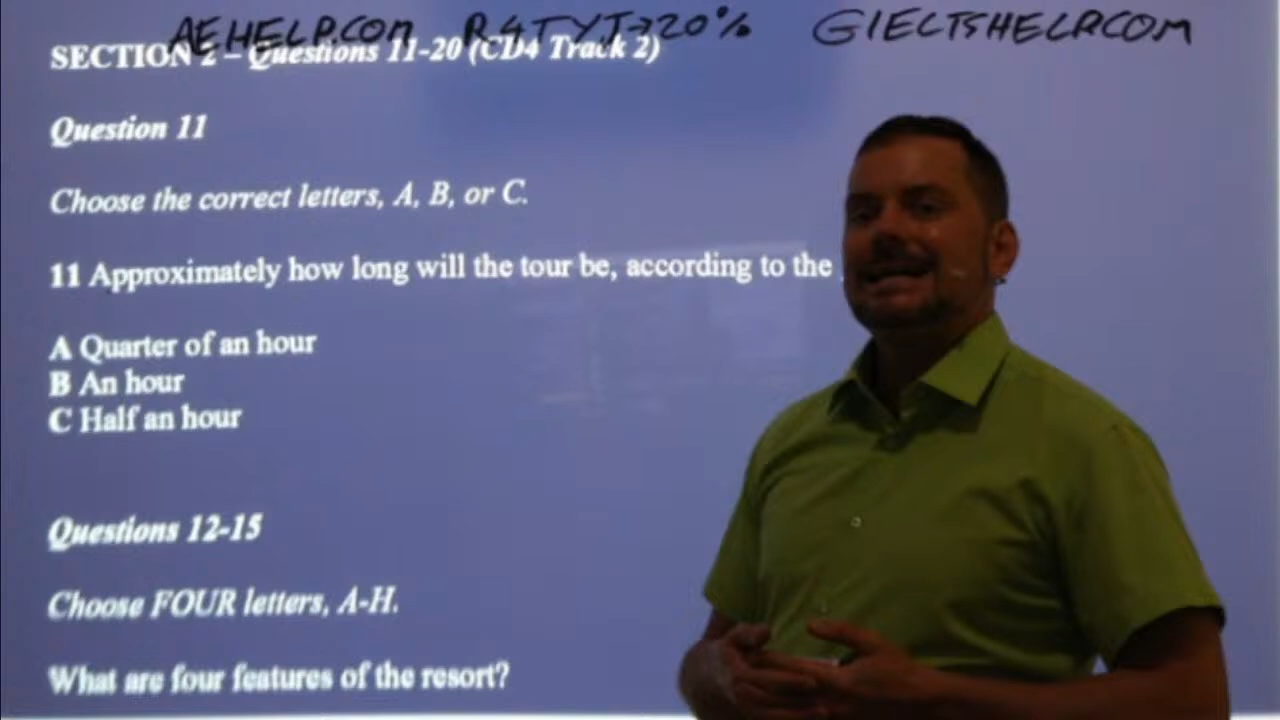 AEHELP.COM R4TYJ→20% GIELTSHELP.COM
SECTION 2 – Questions 11-20 (CD4 Track 2)
Question 11
Choose the correct letters, A, B, or C.
11 Approximately how long will the tour be, according to the
A Quarter of an hour
B An hour
C Half an hour
Questions 12-15
Choose FOUR letters, A-H.
What are four features of the resort?